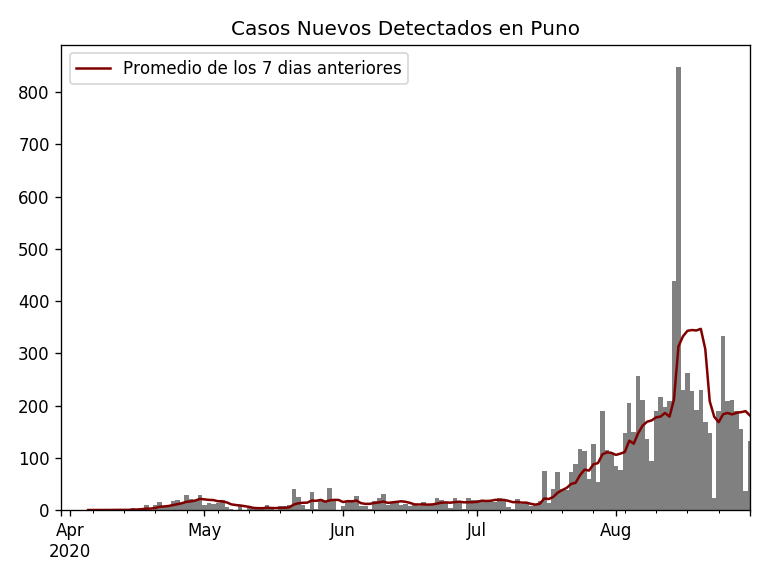 Casos Nuevos Detectados en Puno
Promedio de los 7 dias anteriores
800
700
600
500
400
300
200
100
0
Apr
2020
May
Jun
Jul
Aug